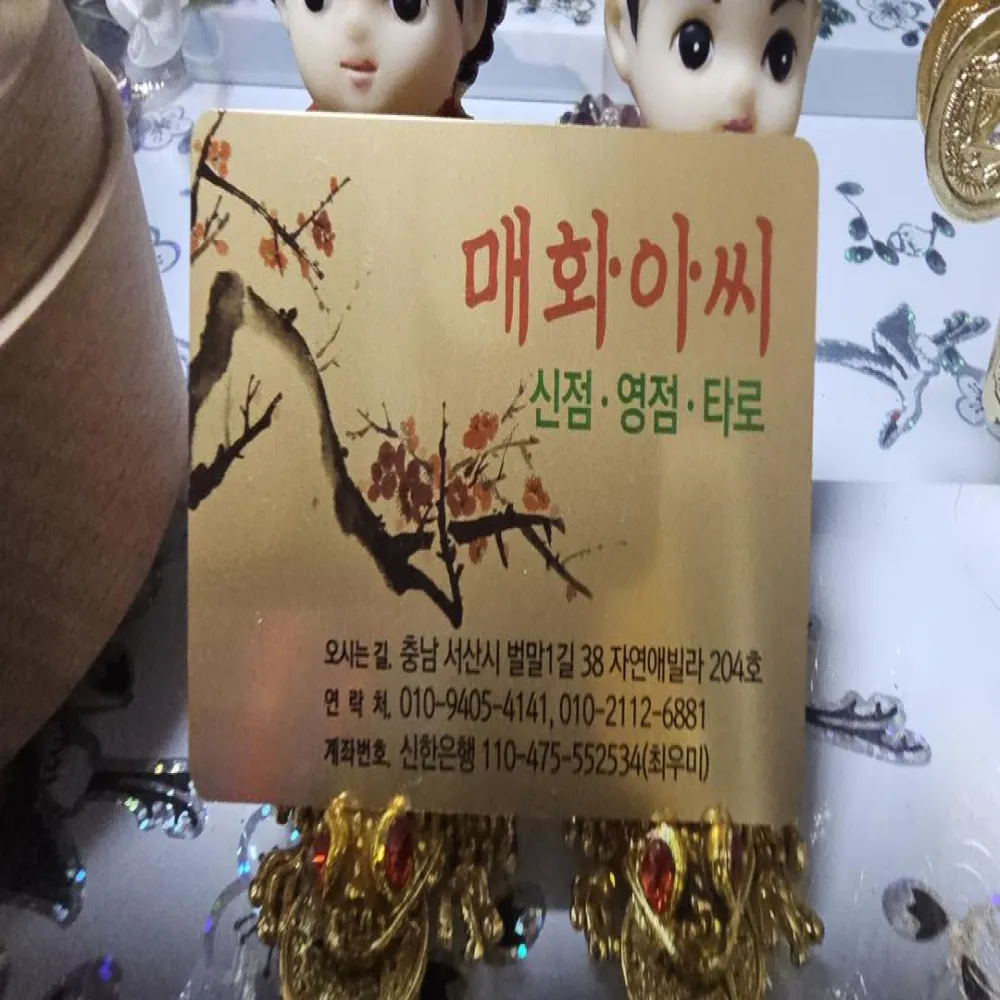 매화아씨
신점·영점·타로
오시는 길. 충남 서산시 벌말1길 38 자연애빌라 204호
연 락 처. 010-9405-4141, 010-2112-6881
계좌번호. 신한은행 110-475-552534(최우미)